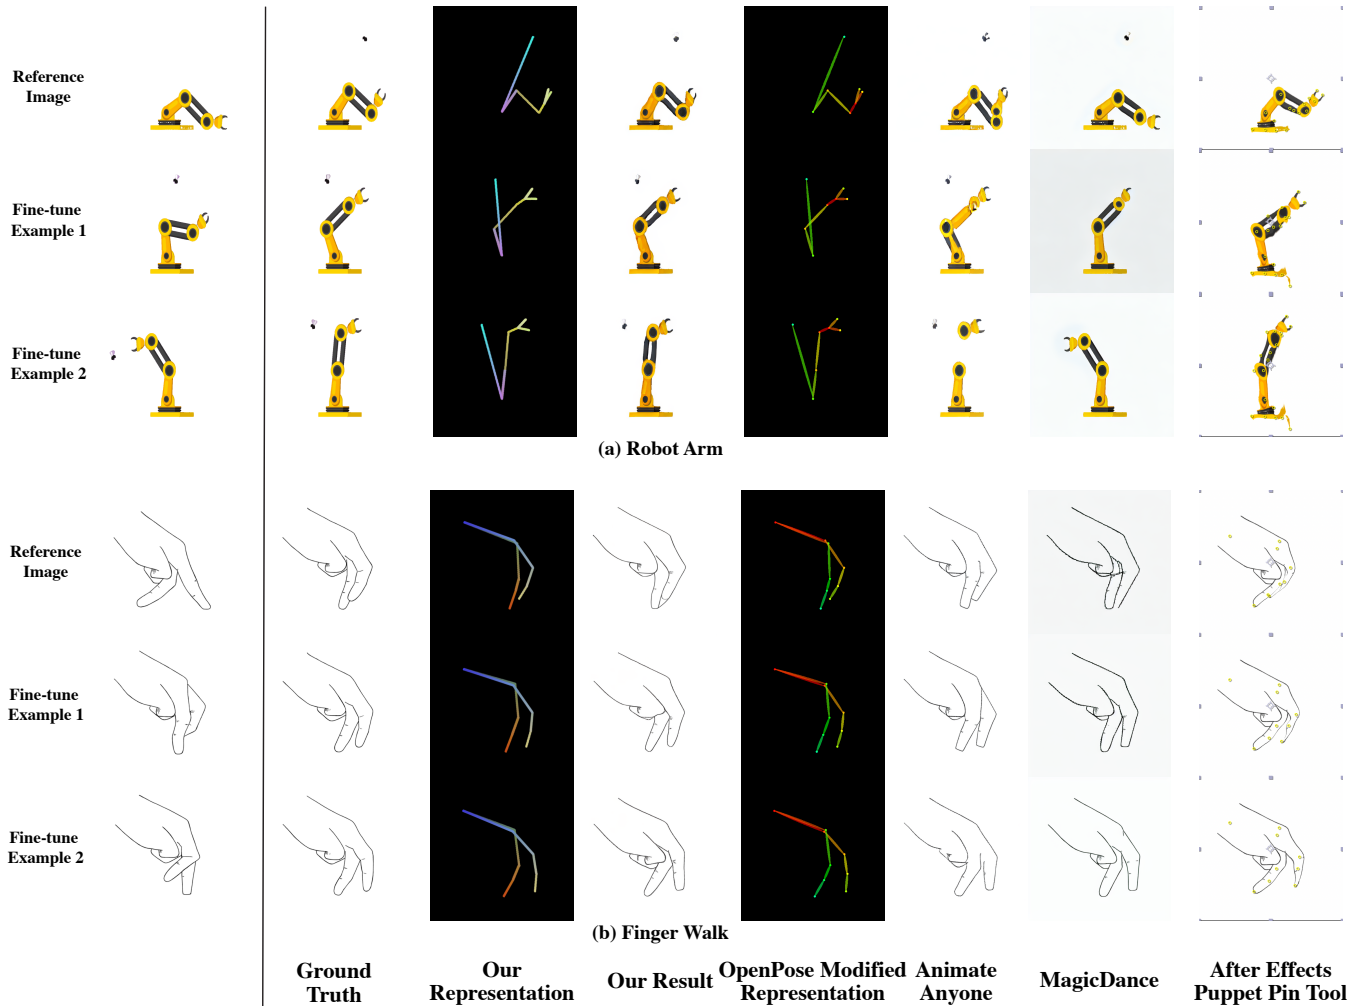 Reference
Image
Fine-tune
Example 1
Fine-tune
Example 2
(a) Robot Arm
Reference
Image
Fine-tune
Example 1
Fine-tune
Example 2
(b) Finger Walk
Ground
Truth
Our
Representation
Our Result
OpenPose Modified
Representation
Animate
Anyone
MagicDance
After Effects
Puppet Pin Tool